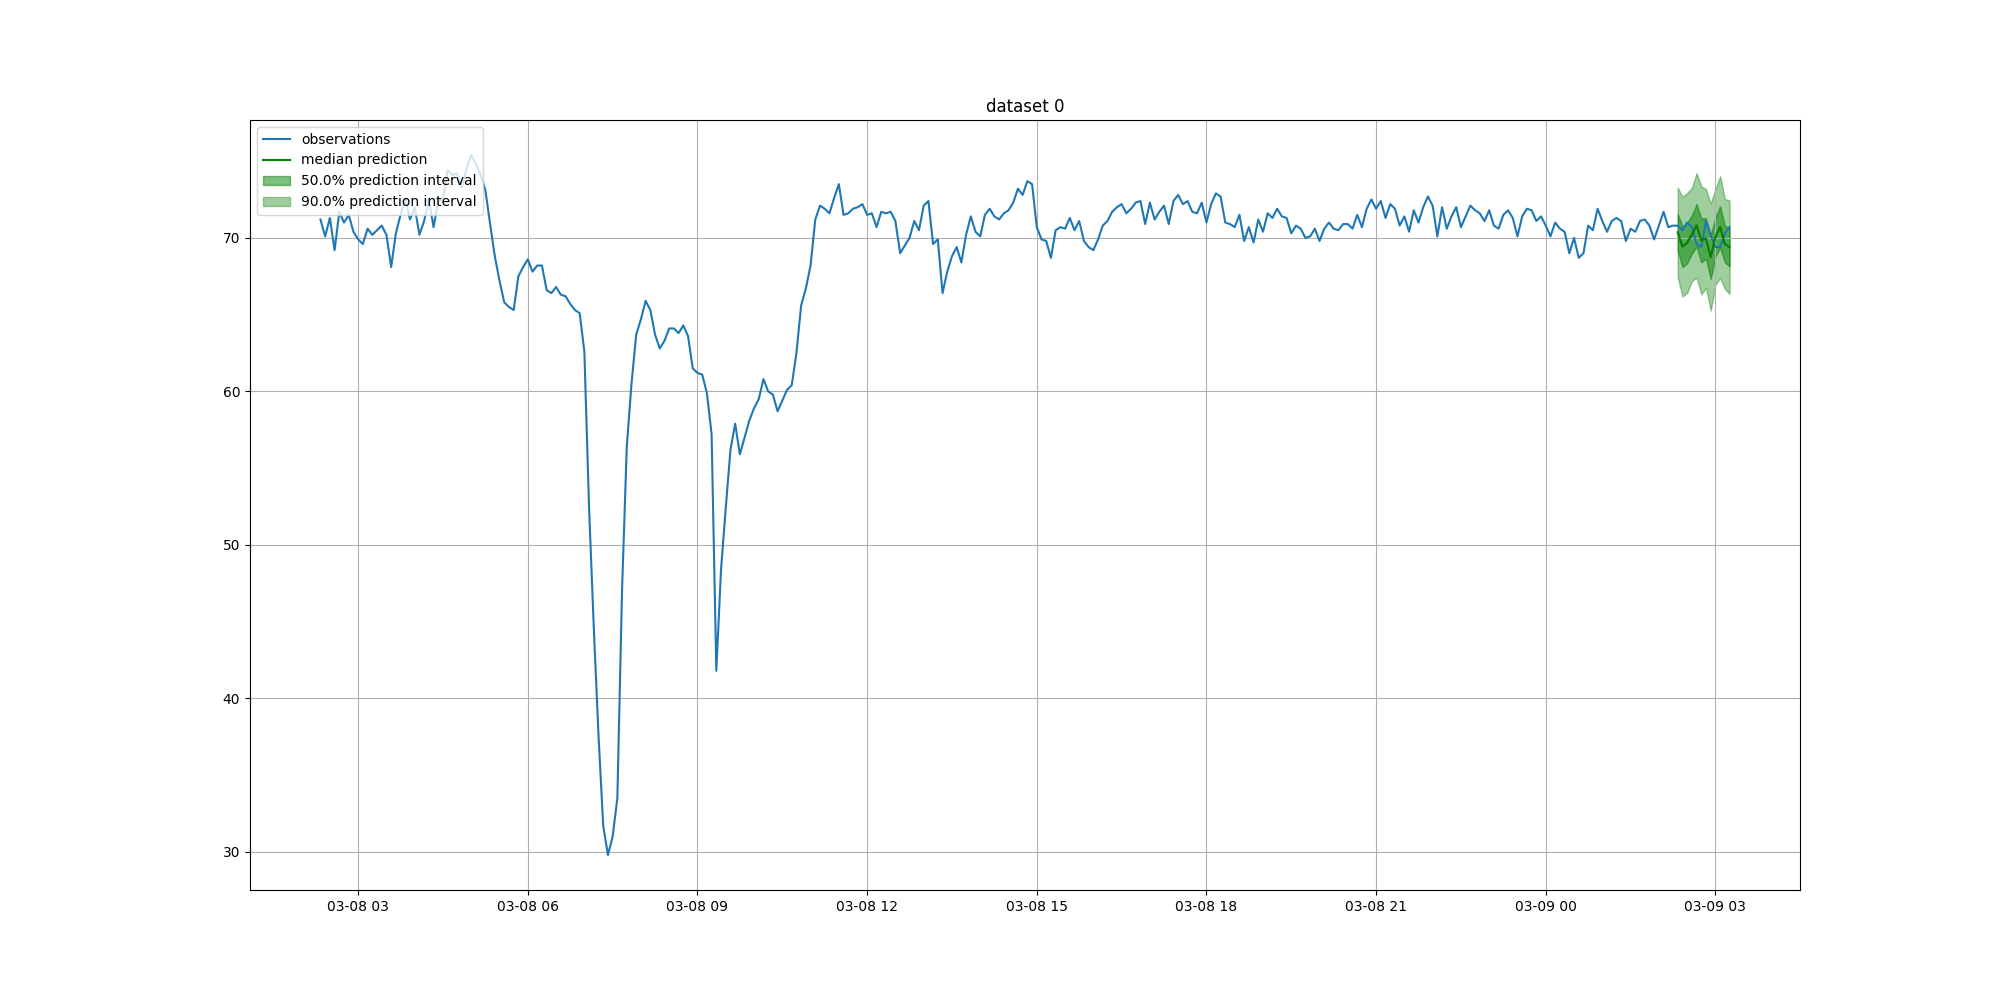 dataset 0
observations
median prediction
50.0% prediction interval
90.0% prediction interval
70
60
50
40
30
03-08 03
03-08 06
03-08 09
03-08 12
03-08 15
03-08 18
03-08 21
03-09 00
03-09 03